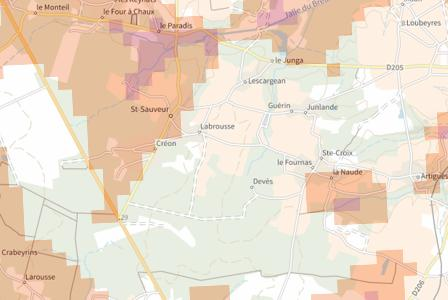 le Monteil
le Four à Chaux
le Paradis
Loubeyres
le Junga
D205
Lescargean
St-Sauveur
Guérin
Junlande
Labrousse
Créon
Ste-Croix
le Fournas
la Naude
Artigues
Devès
Crabeyrins
Larousse
D206